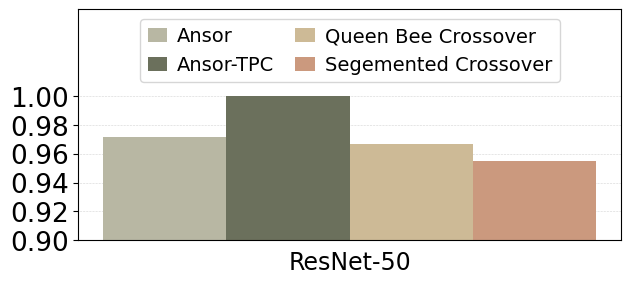 Ansor
Ansor-TPC
Queen Bee Crossover
Segemented Crossover
1.00
0.98
0.96
0.94
0.92
0.90
ResNet-50